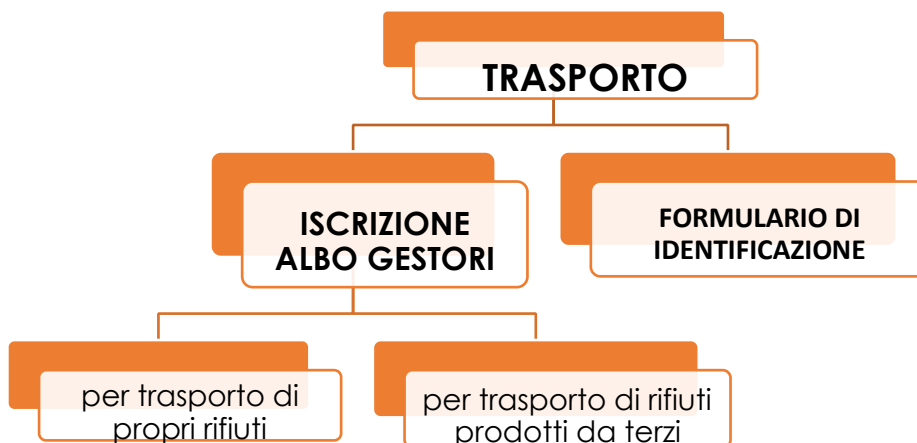 TRASPORTO
ISCRIZIONE
ALBO GESTORI
FORMULARIO DI
IDENTIFICAZIONE
per trasporto di
propri rifiuti
per trasporto di rifiuti
prodotti da terzi